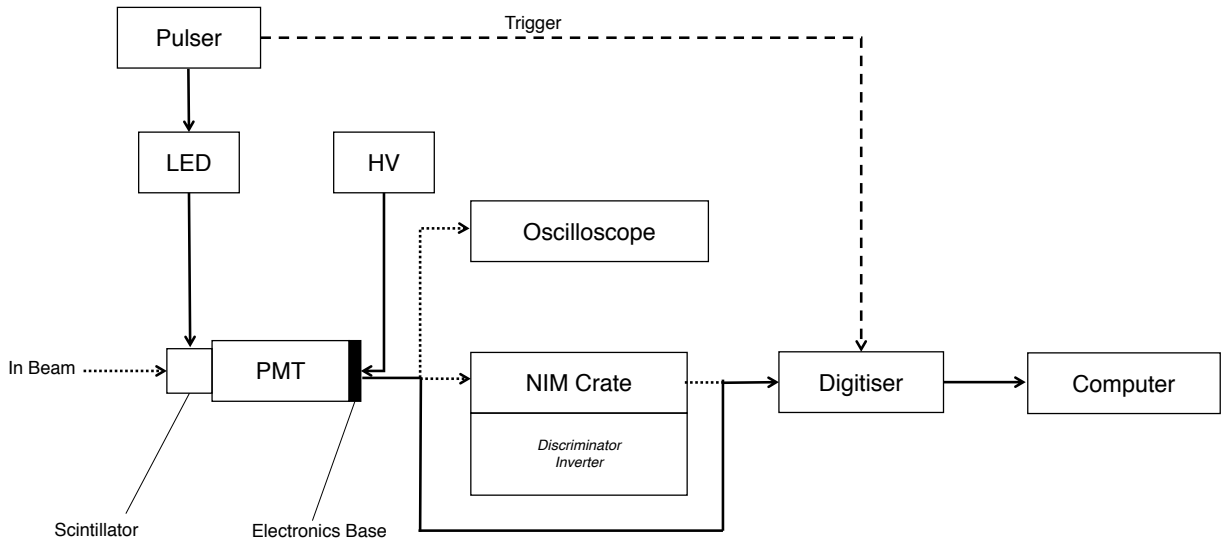 Trigger
Pulser
LED
HV
Oscilloscope
In Beam
PMT
NIM Crate
Digitiser
Computer
Discriminator
Inverter
Scintillator
Electronics Base